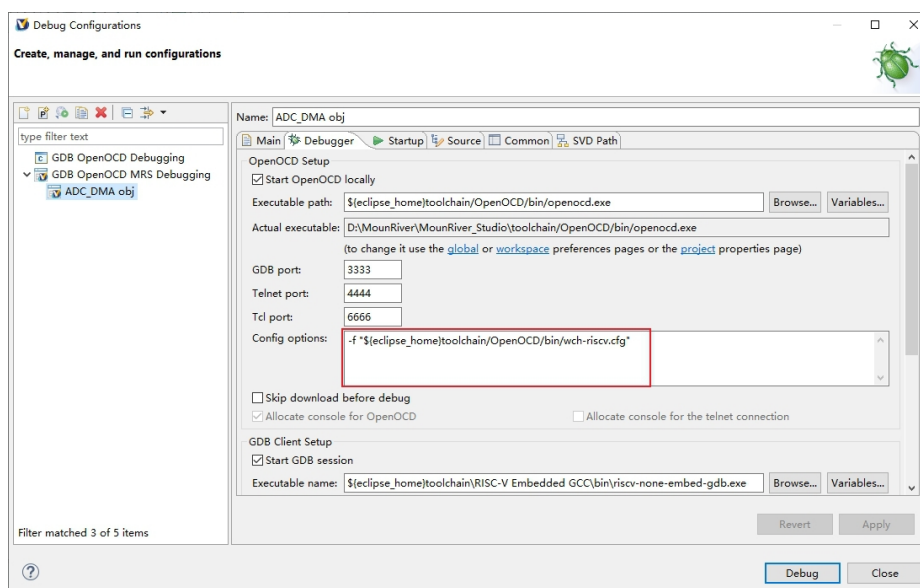 Debug Configurations
Create, manage, and run configurations
type filter text
GDB OpenOCD Debugging
GDB OpenOCD MRS Debugging
ADC_DMA obj
Filter matched 3 of 5 items
Name: ADC_DMA obj
Main Debugger Startup Source Common SVD Path
OpenOCD Setup
Start OpenOCD locally
Executable path: ${eclipse_home}toolchain/OpenOCD/bin/openocd.exe Browse... Variables...
Actual executable: D:\MounRiver\MounRiver_Studio\toolchain/OpenOCD/bin/openocd.exe
(to change it use the global or workspace preferences pages or the project properties page)
GDB port: 3333
Telnet port: 4444
Tcl port: 6666
Config options: -f "${eclipse_home}toolchain/OpenOCD/bin/wch-riscv.cfg"
Skip download before debug
Allocate console for OpenOCD Allocate console for the telnet connection
GDB Client Setup
Start GDB session
Executable name: ${eclipse_home}toolchain\RISC-V Embedded GCC\bin\riscv-none-embed-gdb.exe Browse... Variables...
Revert Apply
Debug Close